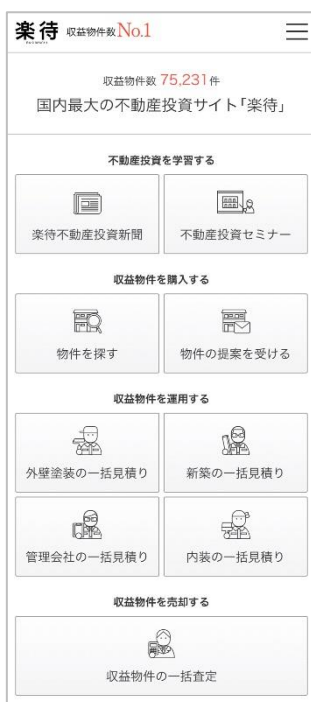 楽待 収益物件数No.1
収益物件数 75,231件
国内最大の不動産投資サイト「楽待」
不動産投資を学習する
楽待不動産投資新聞 不動産投資セミナー
収益物件を購入する
物件を探す 物件の提案を受ける
収益物件を運用する
外壁塗装の一括見積り 新築の一括見積り
管理会社の一括見積り 内装の一括見積り
収益物件を売却する
収益物件の一括査定